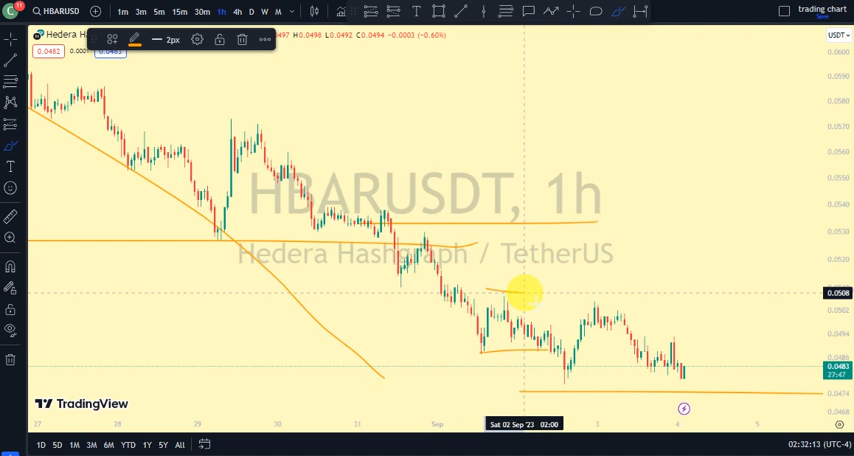 C 11 HBARUSDT 1m 3m 5m 15m 30m 1h 4h D W M trading chart
Save
Hedera Hash 2px 497 H0.0498 L0.0492 C0.0494 -0.0003 (-0.60%) USDT
0.0482 0.0483
0.0600
0.0590
0.0580
0.0570
0.0560
0.0550
0.0540
0.0530
0.0520
0.0508
0.0502
0.0494
0.0486
0.0483
27:47
0.0474
0.0468
HBARUSDT, 1h
Hedera Hashgraph / TetherUS
TradingView
Sat 02 Sep '23 02:00
27 28 29 30 31 Sep 3 4 5
1D 5D 1M 3M 6M YTD 1Y 5Y All 02:32:13 (UTC-4)